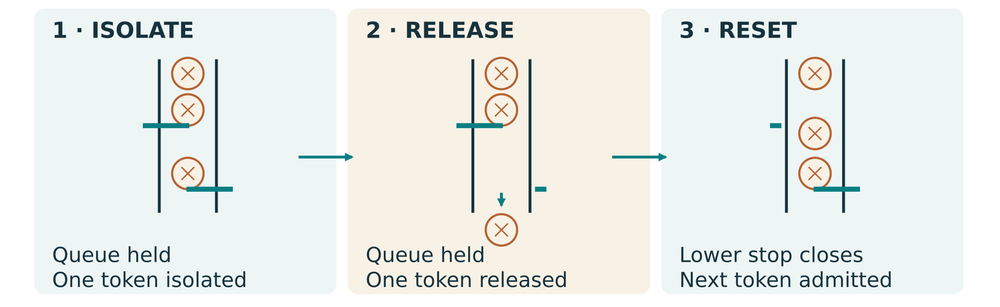 1 · ISOLATE
Queue held
One token isolated
2 · RELEASE
Queue held
One token released
3 · RESET
Lower stop closes
Next token admitted